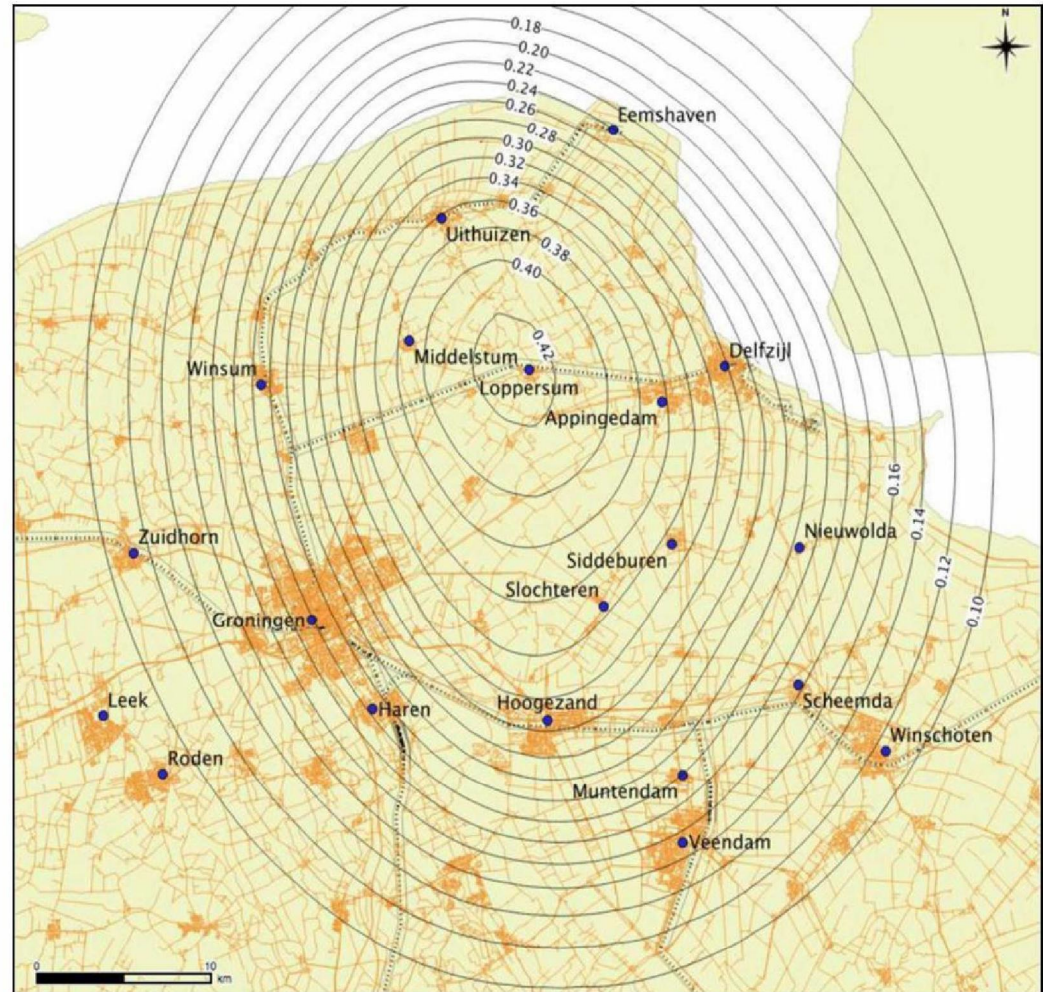 0.18
N
0.20
0.22
0.24
0.26
Eemshaven
0.28
0.30
0.32
0.34
0.36
Uithuizen
0.38
0.40
0.42
Middelstum
Delfzijl
Winsum
Loppersum
Appingedam
0.16
0.14
Zuidhorn
Nieuwolda
Siddeburen
0.12
Slochteren
0.10
Groningen
Leek
Hoogezand
Scheemda
Haren
Winschoten
Roden
Muntendam
Veendam
0 10
km